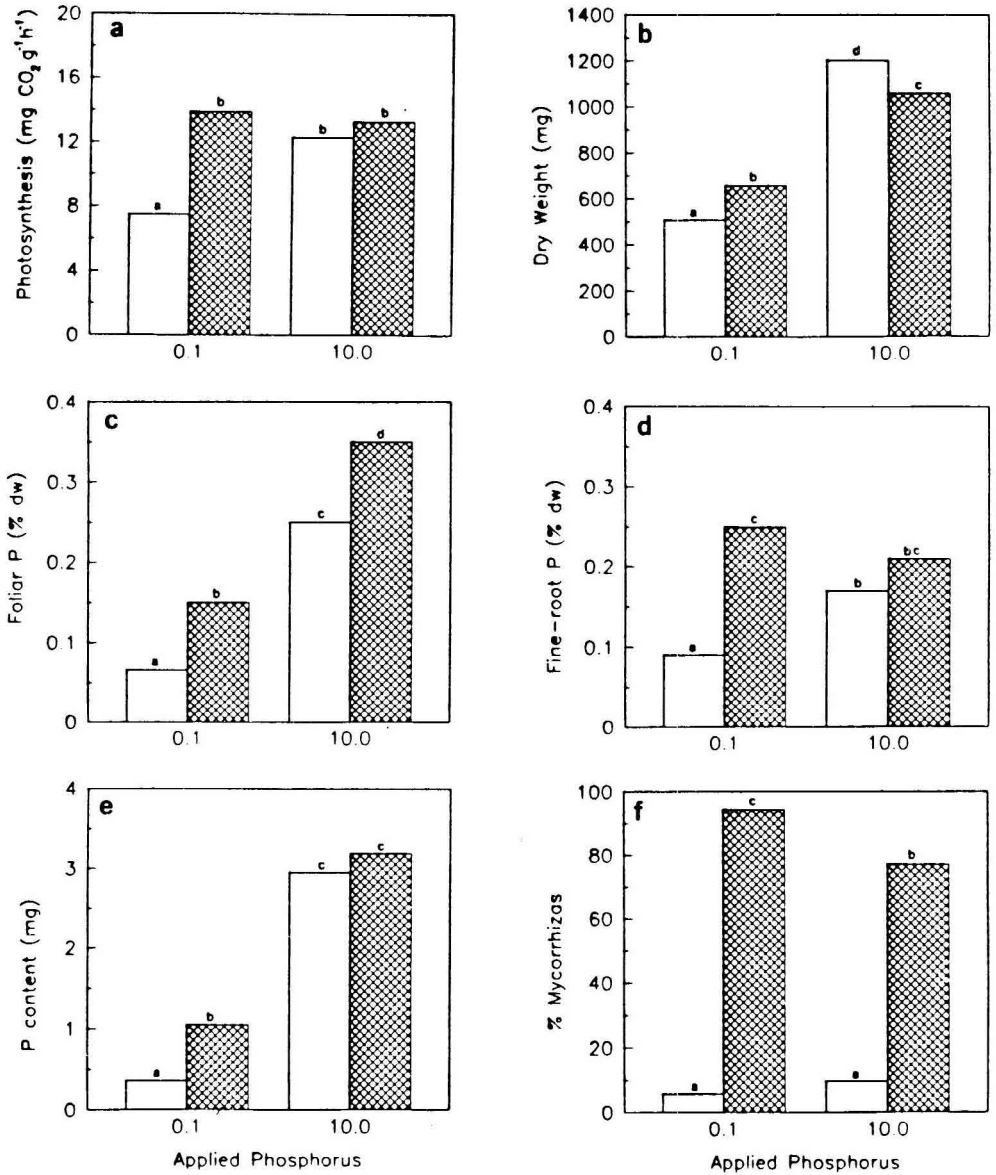 a
Photosynthesis (mg CO₂ g⁻¹h⁻¹)
20
16
12
8
4
0
a
b
b
b
0.1
10.0
b
Dry Weight (mg)
1400
1200
1000
800
600
400
200
0
a
b
d
c
0.1
10.0
c
Foliar P (% dw)
0.4
0.3
0.2
0.1
0
a
b
c
d
0.1
10.0
d
Fine-root P (% dw)
0.4
0.3
0.2
0.1
0
a
c
b
bc
0.1
10.0
e
P content (mg)
4
3
2
1
0
a
b
c
c
0.1
10.0
Applied Phosphorus
f
% Mycorrhizas
100
80
60
40
20
0
a
c
a
b
0.1
10.0
Applied Phosphorus